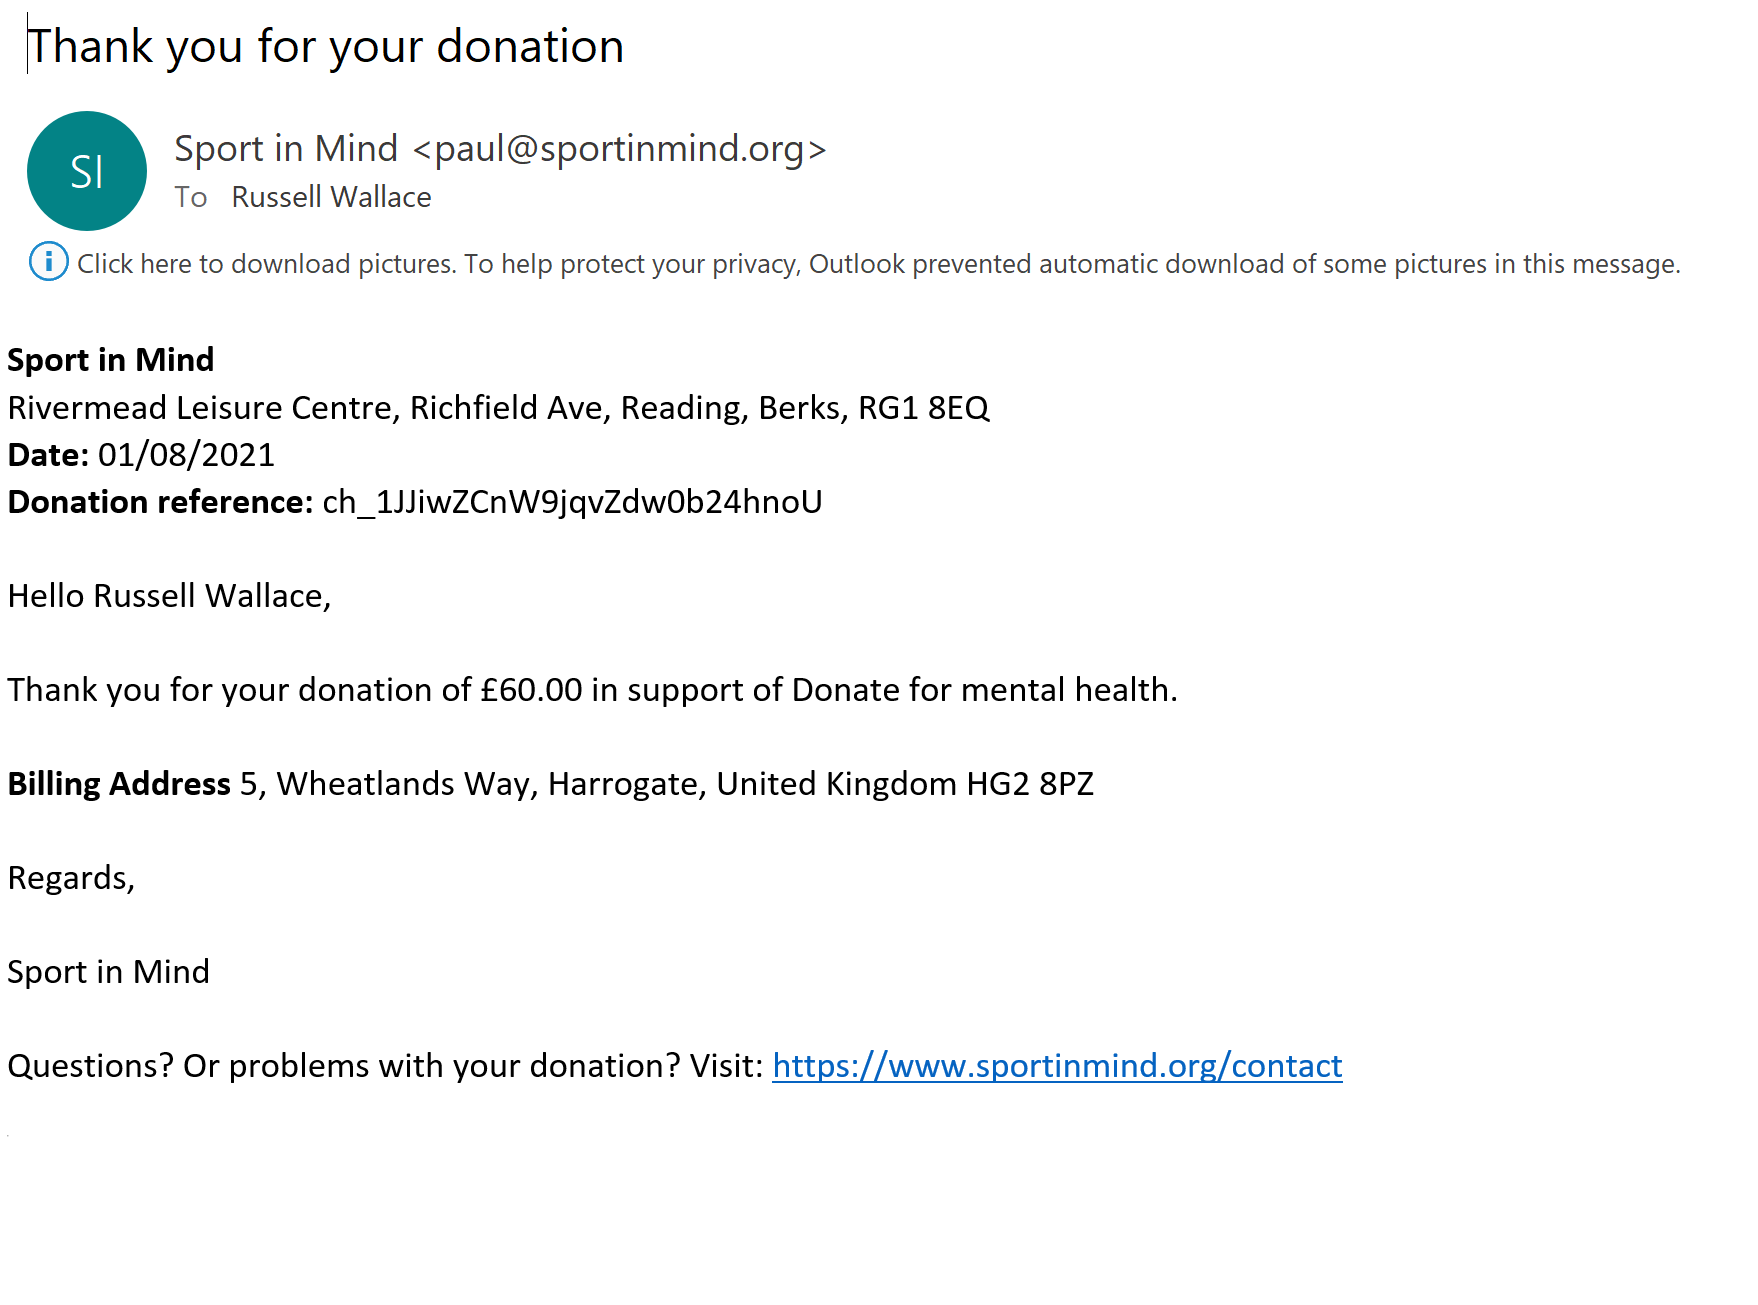 Thank you for your donation
SI
Sport in Mind <paul@sportinmind.org>
To Russell Wallace
Click here to download pictures. To help protect your privacy, Outlook prevented automatic download of some pictures in this message.
Sport in Mind
Rivermead Leisure Centre, Richfield Ave, Reading, Berks, RG1 8EQ
Date: 01/08/2021
Donation reference: ch_1JJiwZCnW9jqvZdw0b24hnoU
Hello Russell Wallace,
Thank you for your donation of £60.00 in support of Donate for mental health.
Billing Address 5, Wheatlands Way, Harrogate, United Kingdom HG2 8PZ
Regards,
Sport in Mind
Questions? Or problems with your donation? Visit: https://www.sportinmind.org/contact